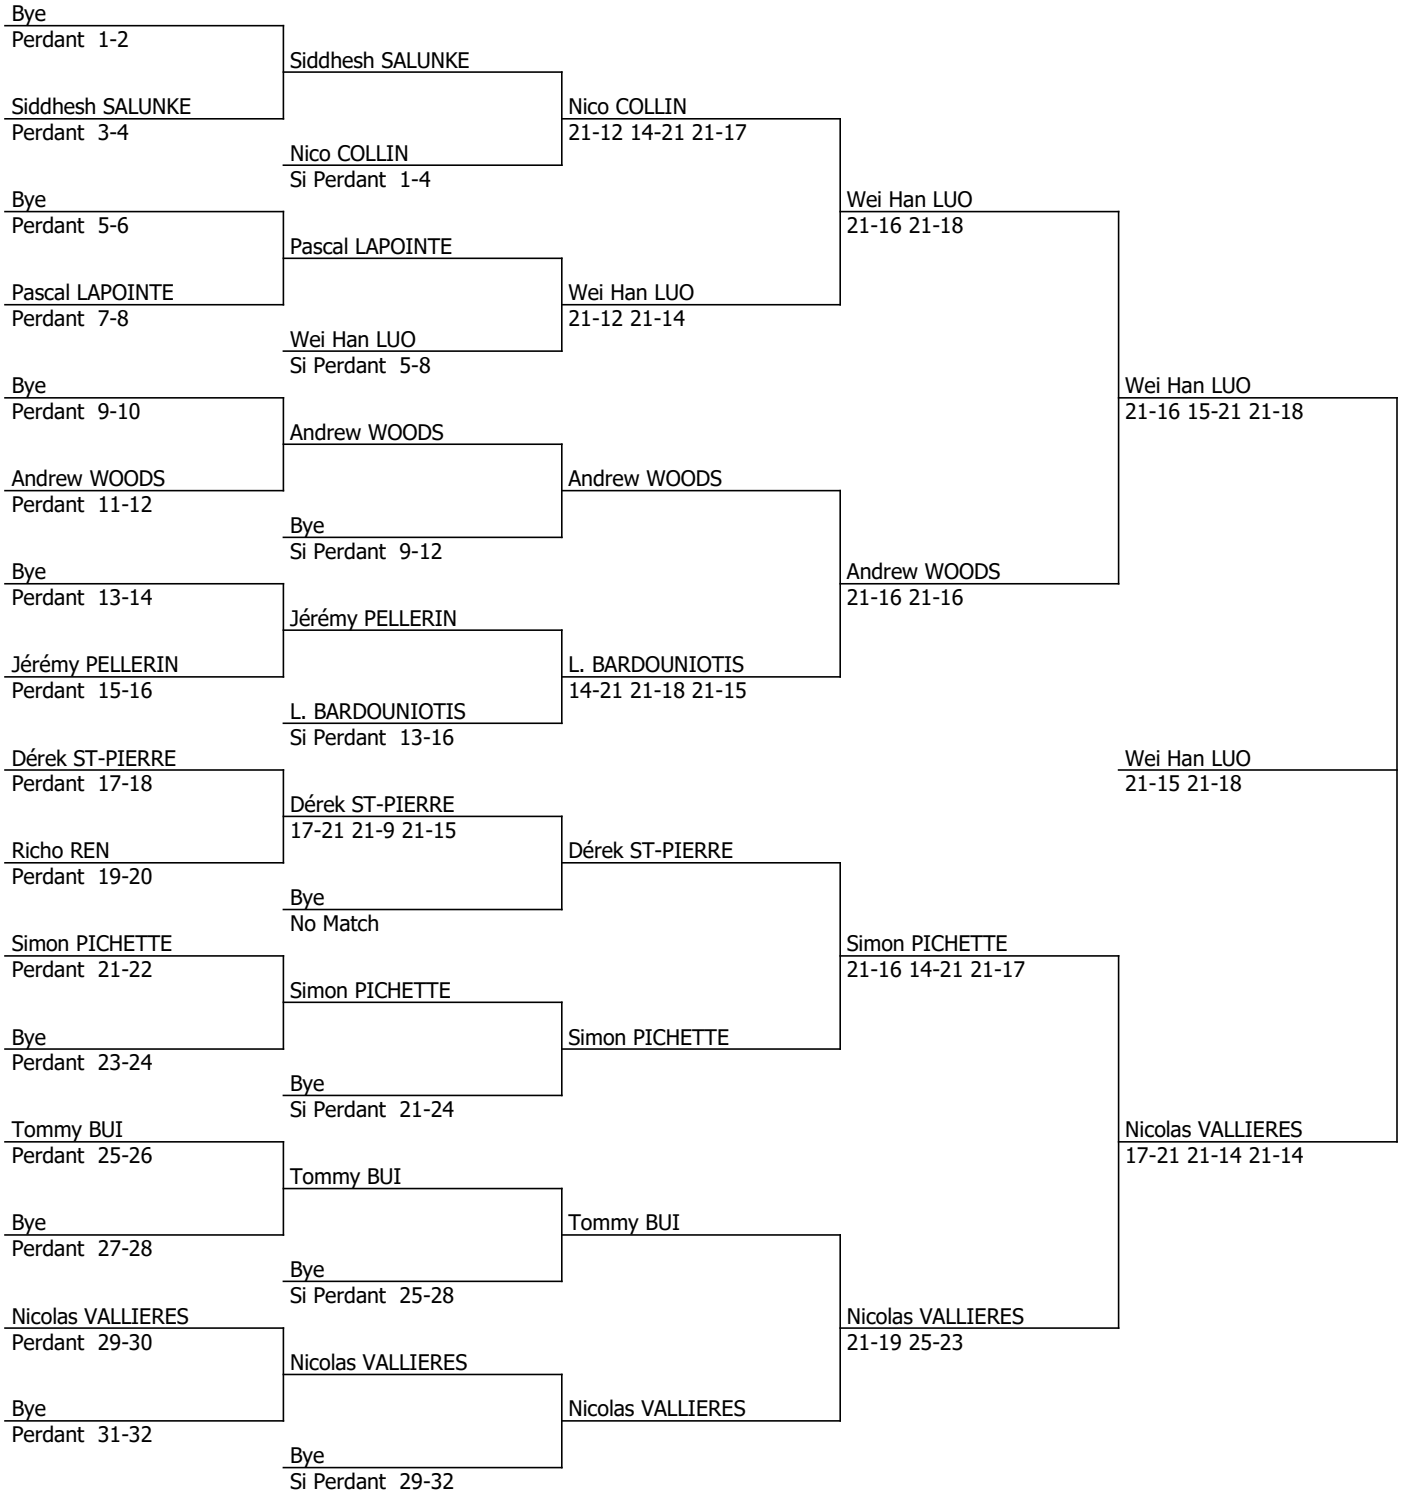 Bye
Perdant 1-2
Siddhesh SALUNKE
Siddhesh SALUNKE
Perdant 3-4
Nico COLLIN
21-12 14-21 21-17
Nico COLLIN
Si Perdant 1-4
Bye
Perdant 5-6
Wei Han LUO
21-16 21-18
Pascal LAPOINTE
Pascal LAPOINTE
Perdant 7-8
Wei Han LUO
21-12 21-14
Wei Han LUO
Si Perdant 5-8
Bye
Perdant 9-10
Wei Han LUO
21-16 15-21 21-18
Andrew WOODS
Andrew WOODS
Perdant 11-12
Andrew WOODS
Bye
Si Perdant 9-12
Bye
Perdant 13-14
Andrew WOODS
21-16 21-16
Jérémy PELLERIN
Jérémy PELLERIN
Perdant 15-16
L. BARDOUNIOTIS
14-21 21-18 21-15
L. BARDOUNIOTIS
Si Perdant 13-16
Dérek ST-PIERRE
Perdant 17-18
Wei Han LUO
21-15 21-18
Dérek ST-PIERRE
17-21 21-9 21-15
Richo REN
Perdant 19-20
Dérek ST-PIERRE
Bye
No Match
Simon PICHETTE
Perdant 21-22
Simon PICHETTE
21-16 14-21 21-17
Simon PICHETTE
Bye
Perdant 23-24
Simon PICHETTE
Bye
Si Perdant 21-24
Tommy BUI
Perdant 25-26
Nicolas VALLIERES
17-21 21-14 21-14
Tommy BUI
Bye
Perdant 27-28
Tommy BUI
Bye
Si Perdant 25-28
Nicolas VALLIERES
Perdant 29-30
Nicolas VALLIERES
21-19 25-23
Nicolas VALLIERES
Bye
Perdant 31-32
Nicolas VALLIERES
Bye
Si Perdant 29-32